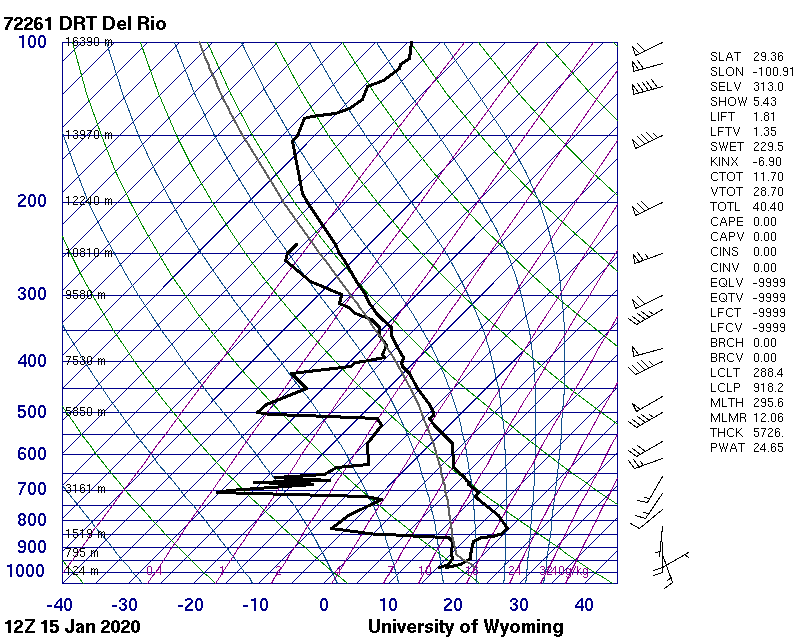 72261 DRT Del Rio
100 16390 m
13970 m
200 12240 m
10810 m
300 9580 m
400 7530 m
500 5850 m
600
700 3161 m
800
1519 m
900 795 m
1000 124 m 0.4 1 2 4 7 10 16 24 32 40g/kg
-40 -30 -20 -10 0 10 20 30 40
12Z 15 Jan 2020 University of Wyoming
SLAT 29.36
SLON -100.91
SELV 313.0
SHOW 5.43
LIFT 1.81
LFTV 1.35
SWET 229.5
KINX -6.90
CTOT 11.70
VTOT 28.70
TOTL 40.40
CAPE 0.00
CAPV 0.00
CINS 0.00
CINV 0.00
EQLV -9999
EQTV -9999
LFCT -9999
LFCV -9999
BRCH 0.00
BRCV 0.00
LCLT 288.4
LCLP 918.2
MLTH 295.6
MLMR 12.06
THCK 5726.
PWAT 24.65